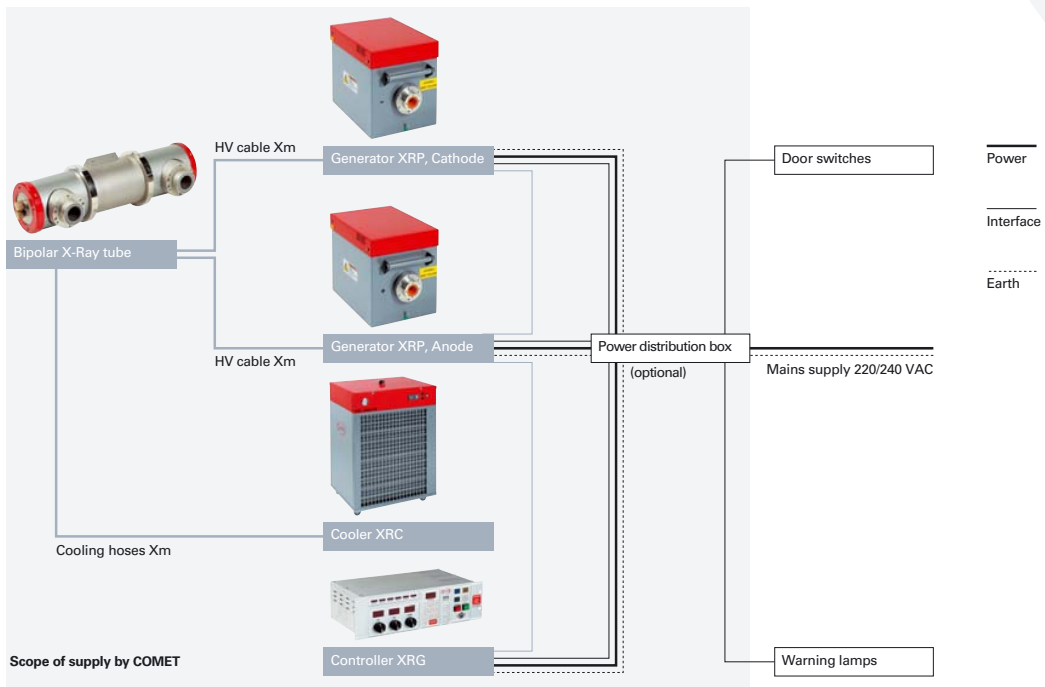 HV cable Xm
Generator XRP, Cathode
Door switches
Power
Interface
Bipolar X-Ray tube
Earth
Generator XRP, Anode
Power distribution box
HV cable Xm
(optional)
Mains supply 220/240 VAC
Cooler XRC
Cooling hoses Xm
Scope of supply by COMET
Controller XRG
Warning lamps